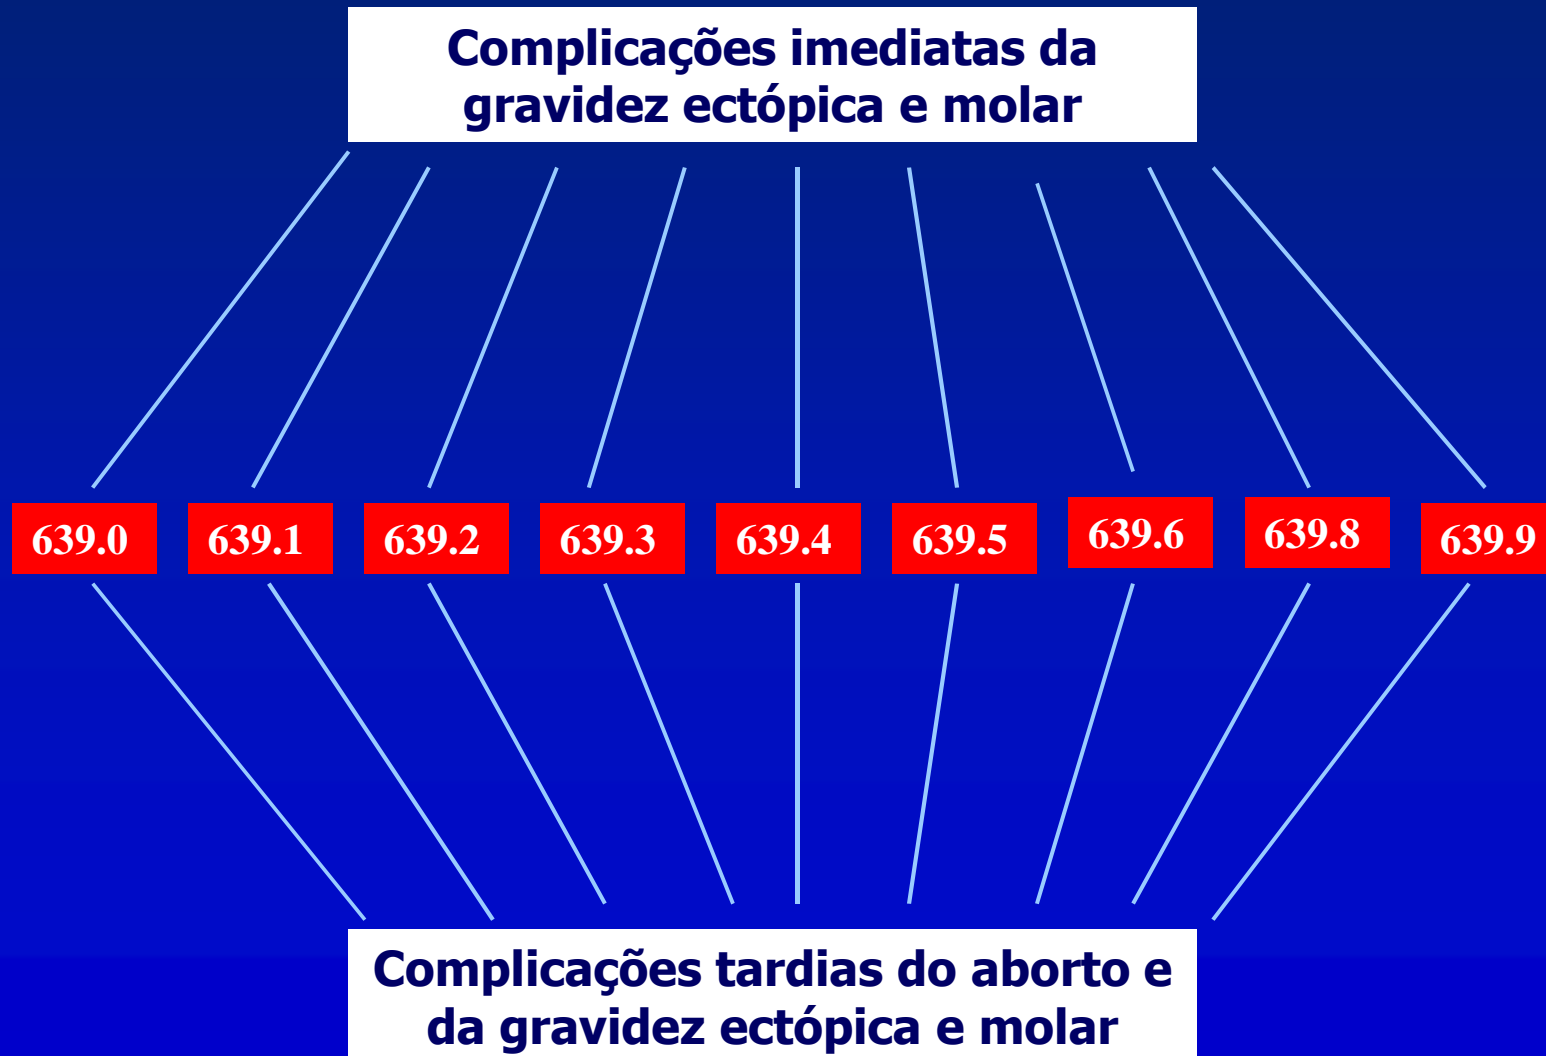 Complicações imediatas da
gravidez ectópica e molar
639.0 639.1 639.2 639.3 639.4 639.5 639.6 639.8 639.9
Complicações tardias do aborto e
da gravidez ectópica e molar